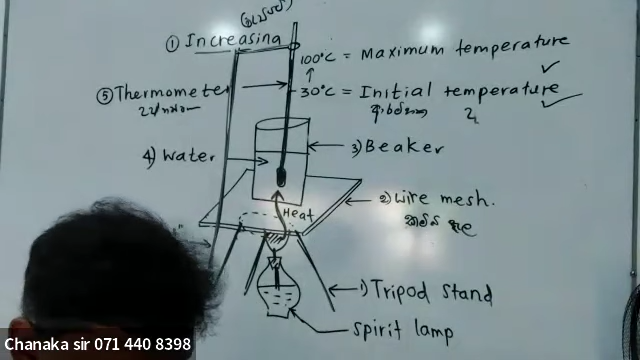 ① Increasing
100°C = Maximum temperature
↑
30°C = Initial temperature
⑤ Thermometer
4) Water
3) Beaker
Heat
2) Wire mesh.
1) Tripod stand
Spirit lamp
Chanaka sir 071 440 8398